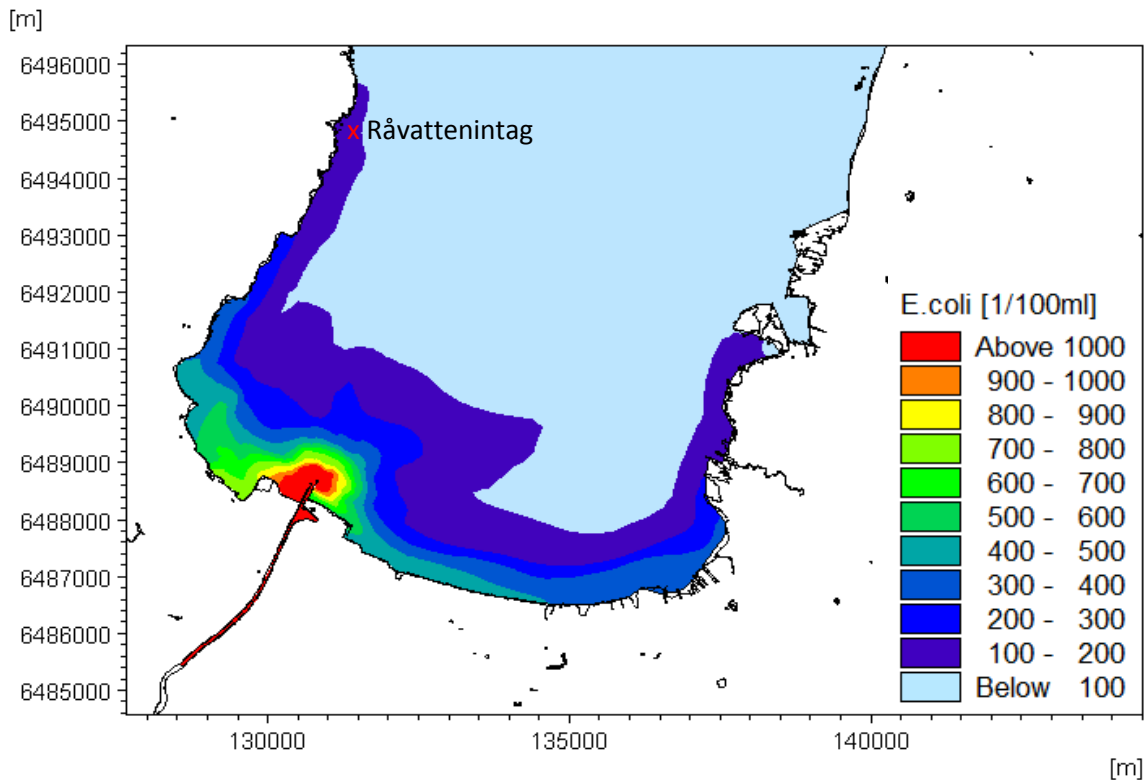 [m]
6496000
6495000
6494000
6493000
6492000
6491000
6490000
6489000
6488000
6487000
6486000
6485000
x Råvattenintag
E.coli [1/100ml]
Above 1000
900 - 1000
800 - 900
700 - 800
600 - 700
500 - 600
400 - 500
300 - 400
200 - 300
100 - 200
Below 100
130000 135000 140000
[m]